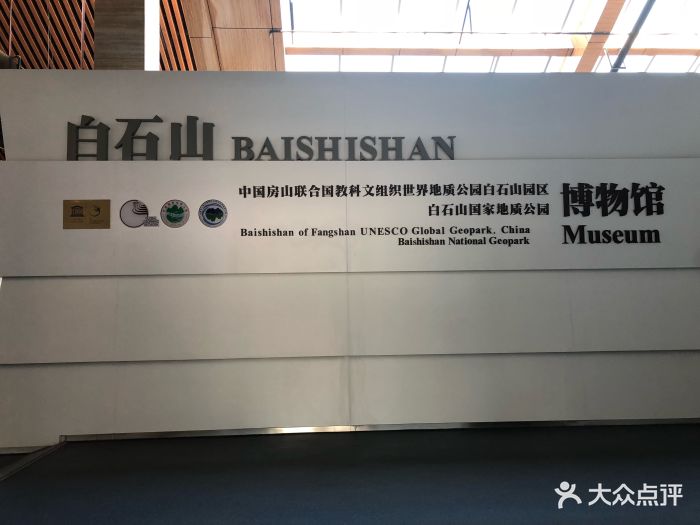 白石山 BAISHISHAN
中国房山联合国教科文组织世界地质公园白石山园区
白石山国家地质公园
博物馆
Baishishan of Fangshan UNESCO Global Geopark, China
Baishishan National Geopark
Museum
大众点评